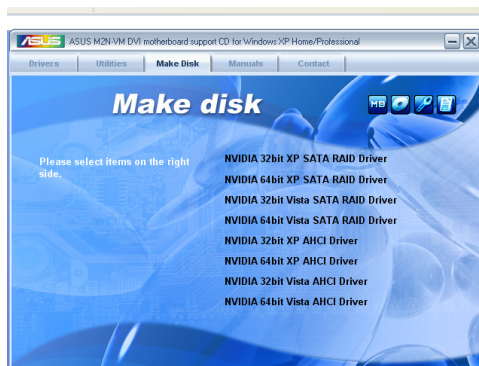 ASUS ASUS M2N-VM DVI motherboard support CD for Windows XP Home/Professional
Drivers Utilities Make Disk Manuals Contact
Make disk
MB
Please select items on the right
side.
NVIDIA 32bit XP SATA RAID Driver
NVIDIA 64bit XP SATA RAID Driver
NVIDIA 32bit Vista SATA RAID Driver
NVIDIA 64bit Vista SATA RAID Driver
NVIDIA 32bit XP AHCI Driver
NVIDIA 64bit XP AHCI Driver
NVIDIA 32bit Vista AHCI Driver
NVIDIA 64bit Vista AHCI Driver